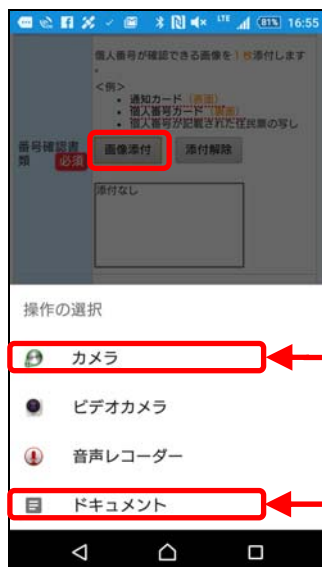 LTE 81% 16:55
個人番号が確認できる画像を1枚添付します
。
<例>
• 通知カード（表面）
• 個人番号カード（裏面）
• 個人番号が記載された住民票の写し
番号確認書
類 必須
画像添付 添付解除
添付なし
操作の選択
カメラ
ビデオカメラ
音声レコーダー
ドキュメント